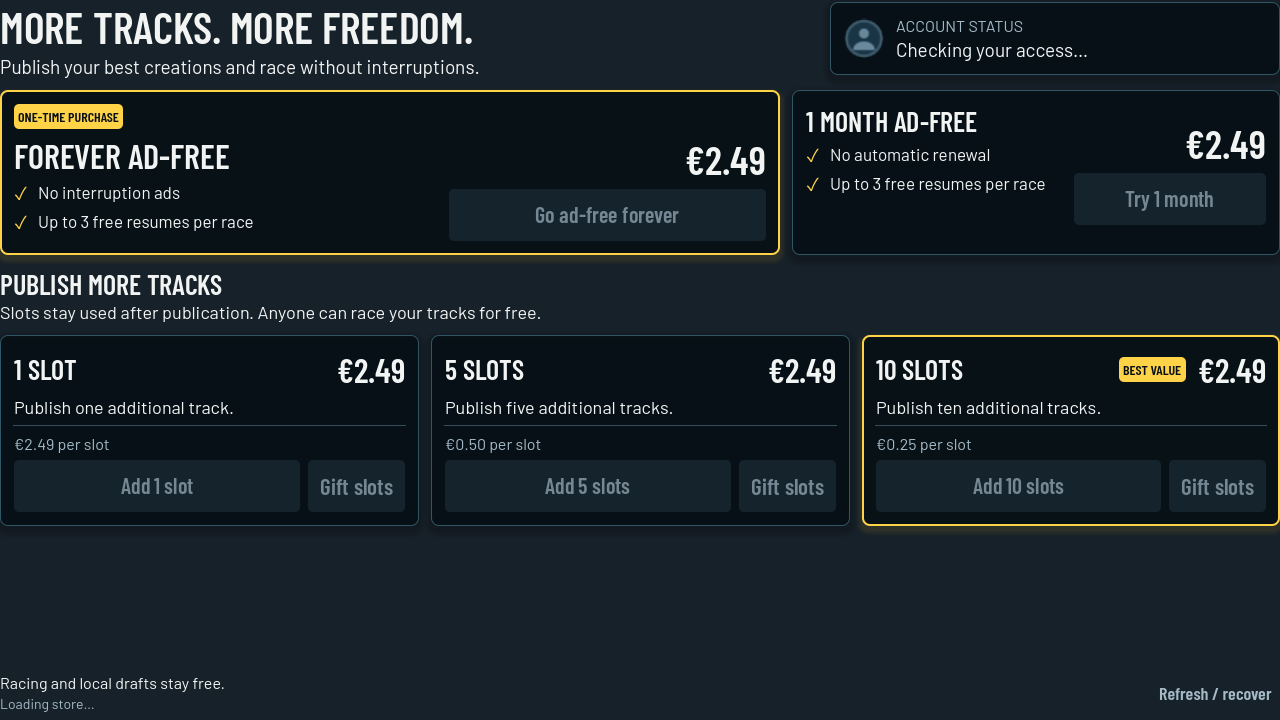 MORE TRACKS. MORE FREEDOM.
Publish your best creations and race without interruptions.
ACCOUNT STATUS
Checking your access...
ONE-TIME PURCHASE
FOREVER AD-FREE
✓ No interruption ads
✓ Up to 3 free resumes per race
€2.49
Go ad-free forever
1 MONTH AD-FREE
✓ No automatic renewal
✓ Up to 3 free resumes per race
€2.49
Try 1 month
PUBLISH MORE TRACKS
Slots stay used after publication. Anyone can race your tracks for free.
1 SLOT
€2.49
Publish one additional track.
€2.49 per slot
Add 1 slot
Gift slots
5 SLOTS
€2.49
Publish five additional tracks.
€0.50 per slot
Add 5 slots
Gift slots
10 SLOTS
BEST VALUE
€2.49
Publish ten additional tracks.
€0.25 per slot
Add 10 slots
Gift slots
Racing and local drafts stay free.
Loading store...
Refresh / recover